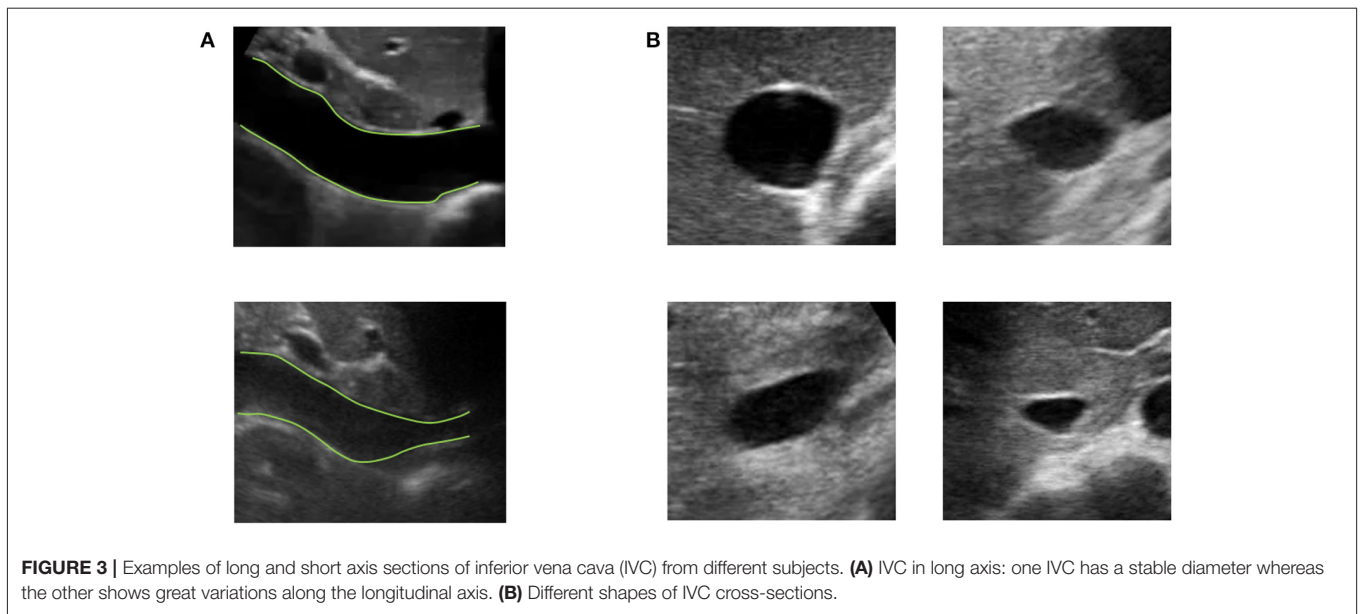 A
B
FIGURE 3 | Examples of long and short axis sections of inferior vena cava (IVC) from different subjects. (A) IVC in long axis: one IVC has a stable diameter whereas
the other shows great variations along the longitudinal axis. (B) Different shapes of IVC cross-sections.